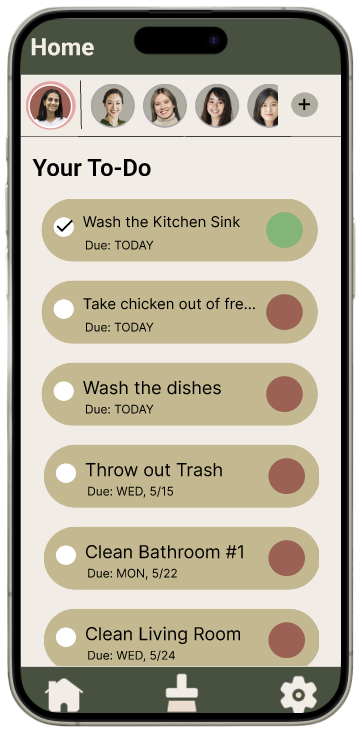 Home
+
Your To-Do
Wash the Kitchen Sink
Due: TODAY
Take chicken out of fre...
Due: TODAY
Wash the dishes
Due: TODAY
Throw out Trash
Due: WED, 5/15
Clean Bathroom #1
Due: MON, 5/22
Clean Living Room
Due: WED, 5/24